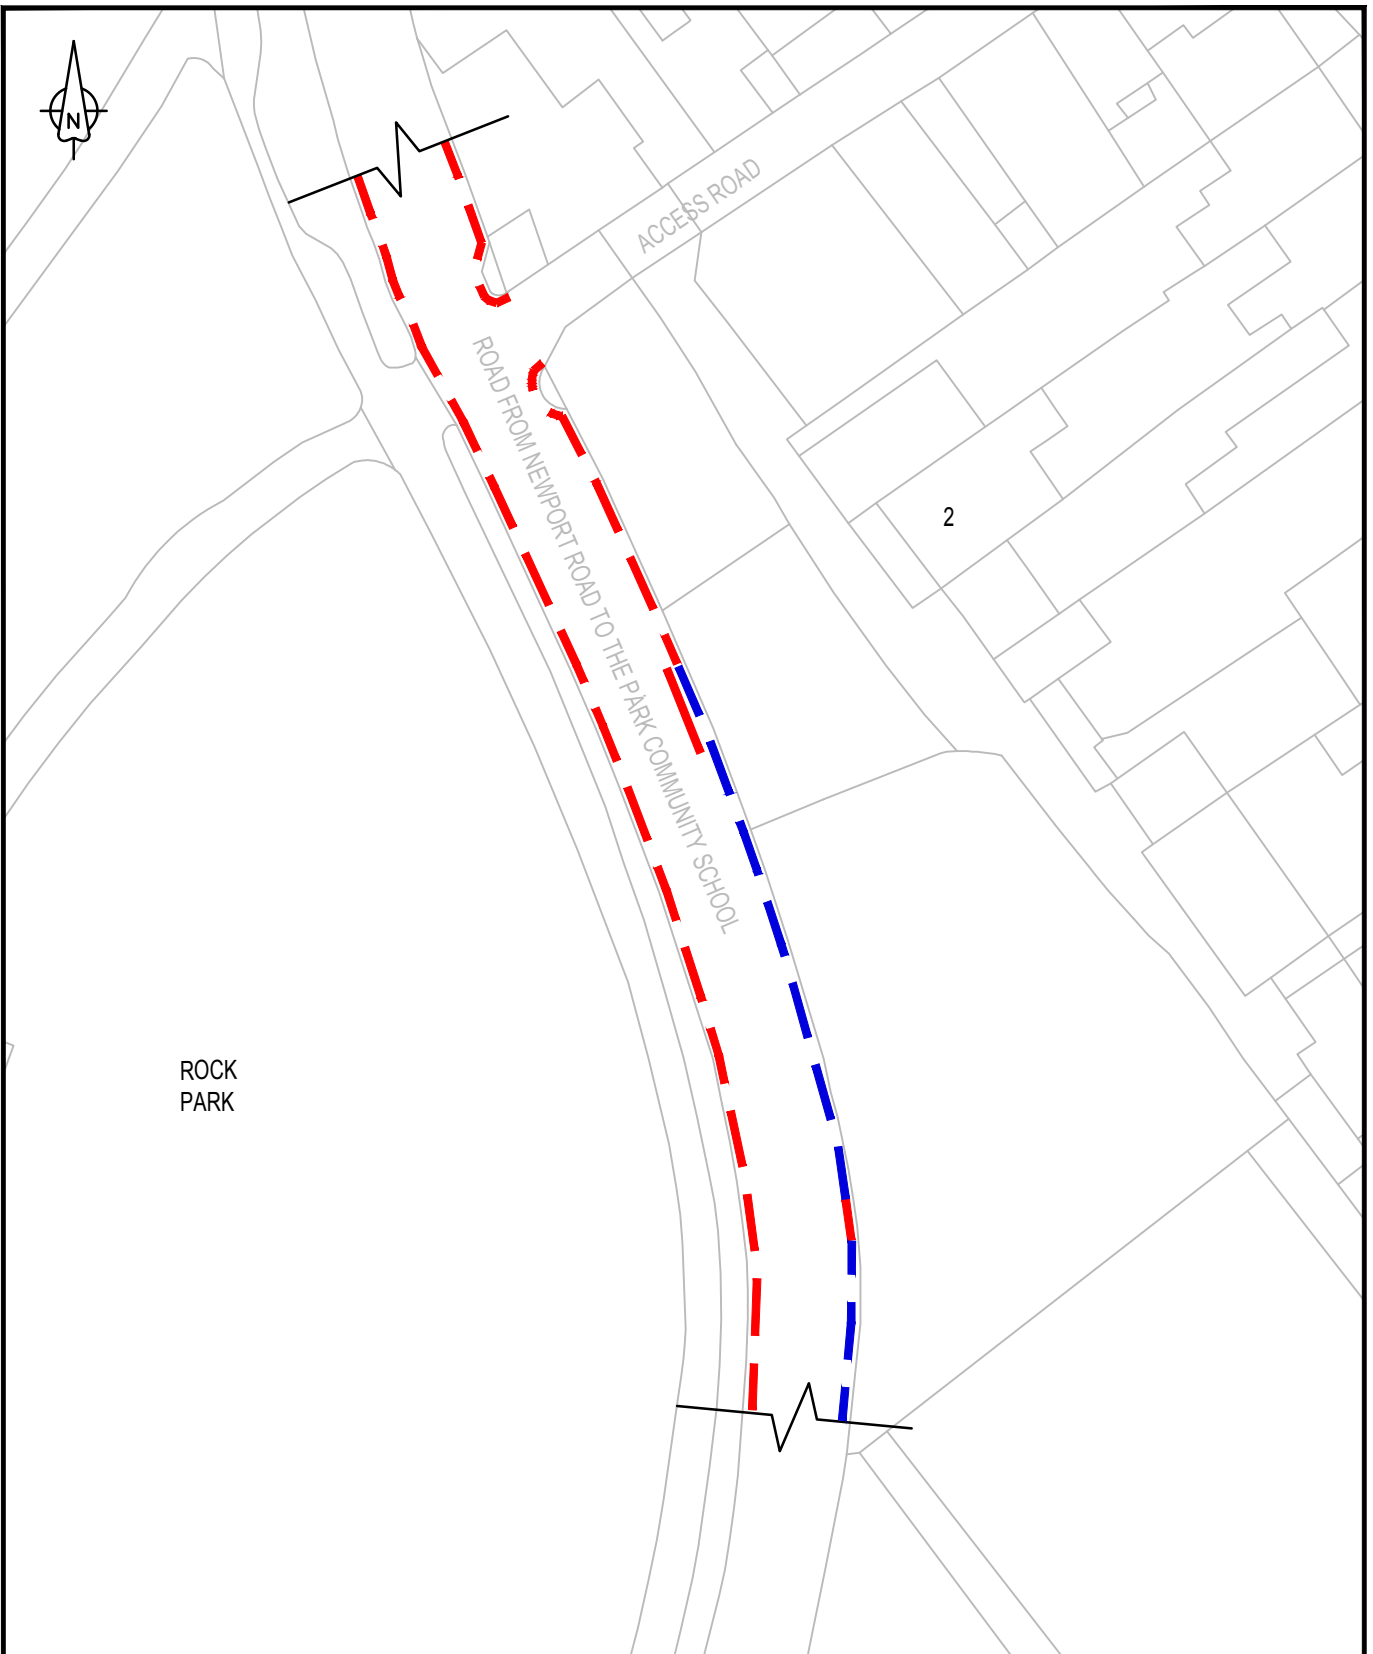 N
ACCESS ROAD
ROAD FROM NEWPORT ROAD TO THE PARK COMMUNITY SCHOOL
2
ROCK
PARK